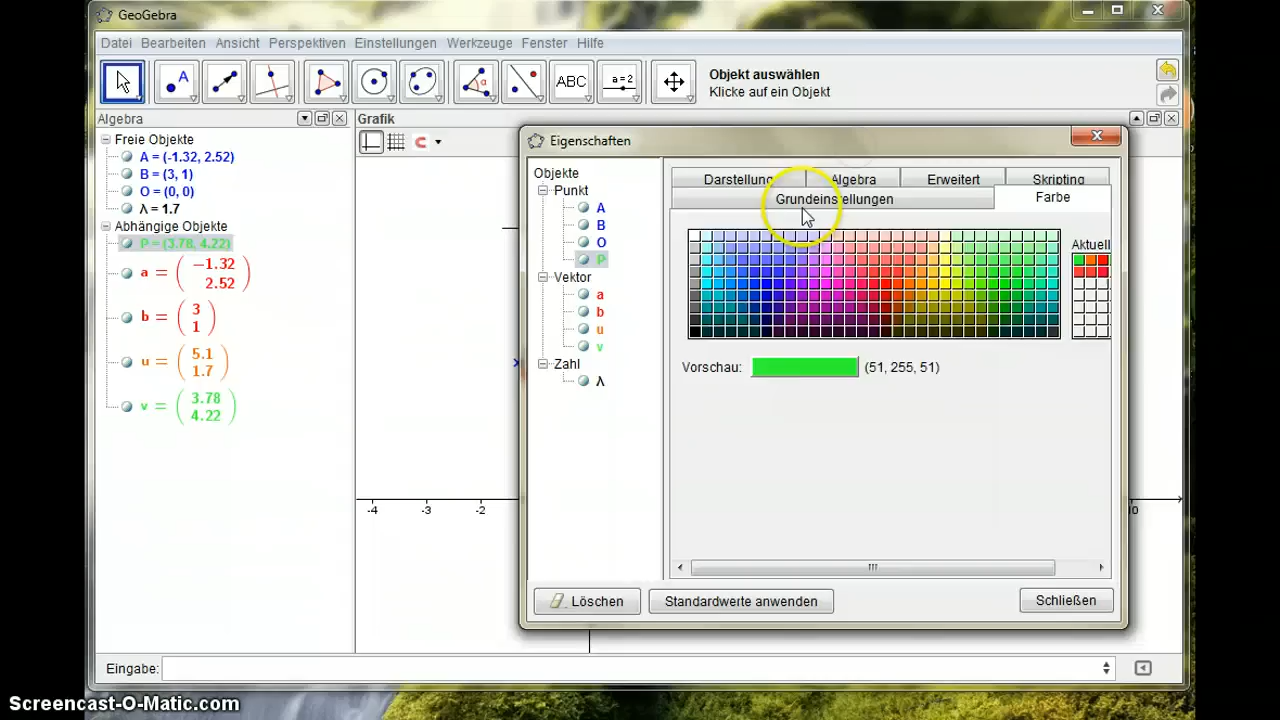 GeoGebra
Datei Bearbeiten Ansicht Perspektiven Einstellungen Werkzeuge Fenster Hilfe
A
α
ABC
a=2
Objekt auswählen
Klicke auf ein Objekt
Algebra
Grafik
Freie Objekte
A = (-1.32, 2.52)
B = (3, 1)
O = (0, 0)
λ = 1.7
Abhängige Objekte
P = (3.78, 4.22)
a = ( −1.32
2.52 )
b = ( 3
1 )
u = ( 5.1
1.7 )
v = ( 3.78
4.22 )
Eigenschaften
Objekte
Punkt
A
B
O
P
Vektor
a
b
u
v
Zahl
λ
Darstellung Algebra Erweitert Skripting
Grundeinstellungen Farbe
Aktuell
Vorschau: (51, 255, 51)
-4 -3 -2
Löschen Standardwerte anwenden Schließen
Eingabe:
Screencast-O-Matic.com